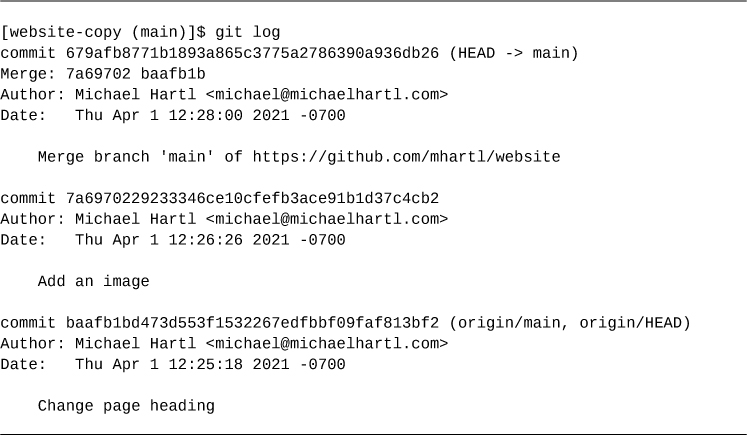 [website-copy (main)]$ git log
commit 679afb8771b1893a865c3775a2786390a936db26 (HEAD -> main)
Merge: 7a69702 baafb1b
Author: Michael Hartl <michael@michaelhartl.com>
Date:   Thu Apr 1 12:28:00 2021 -0700
    Merge branch 'main' of https://github.com/mhartl/website
commit 7a6970229233346ce10cfefb3ace91b1d37c4cb2
Author: Michael Hartl <michael@michaelhartl.com>
Date:   Thu Apr 1 12:26:26 2021 -0700
    Add an image
commit baafb1bd473d553f1532267edfbbf09faf813bf2 (origin/main, origin/HEAD)
Author: Michael Hartl <michael@michaelhartl.com>
Date:   Thu Apr 1 12:25:18 2021 -0700
    Change page heading